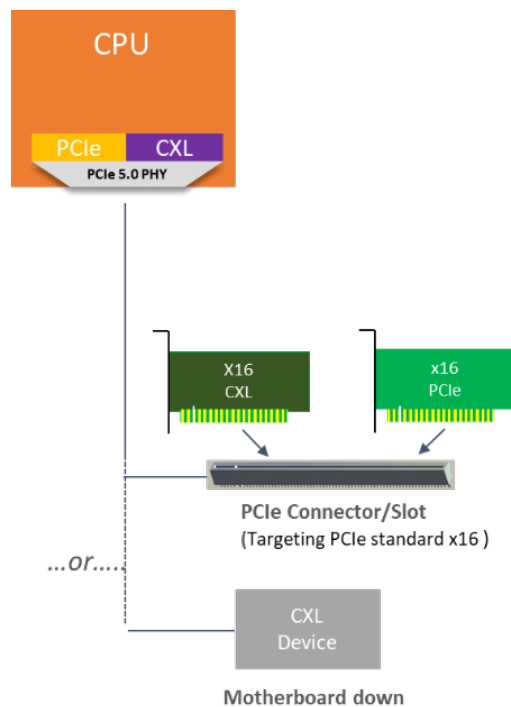 CPU
PCIe CXL
PCIe 5.0 PHY
X16
CXL
x16
PCIe
PCIe Connector/Slot
(Targeting PCIe standard x16 )
...or.....
CXL
Device
Motherboard down